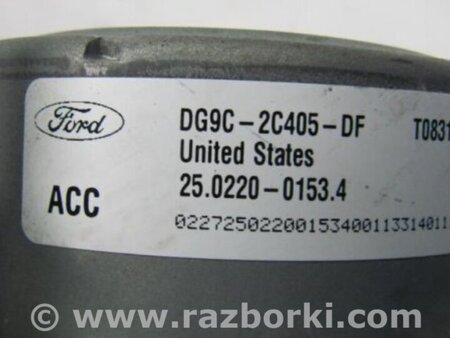 Ford DG9C-2C405-DF T0831
United States
ACC 25.0220-0153.4
02272502200153400113314011
© www.razborki.com